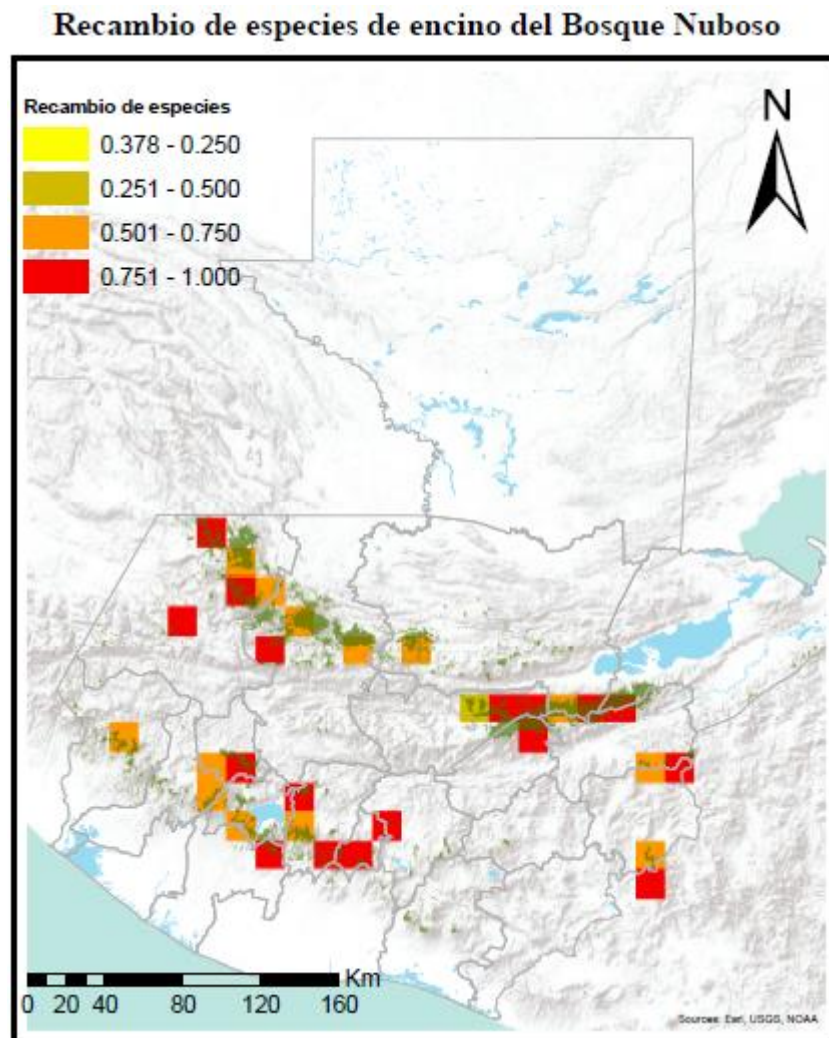 Recambio de especies de encino del Bosque Nuboso
Recambio de especies
0.378 - 0.250
0.251 - 0.500
0.501 - 0.750
0.751 - 1.000
N
Km
0 20 40 80 120 160
Sources: Esri, USGS, NOAA